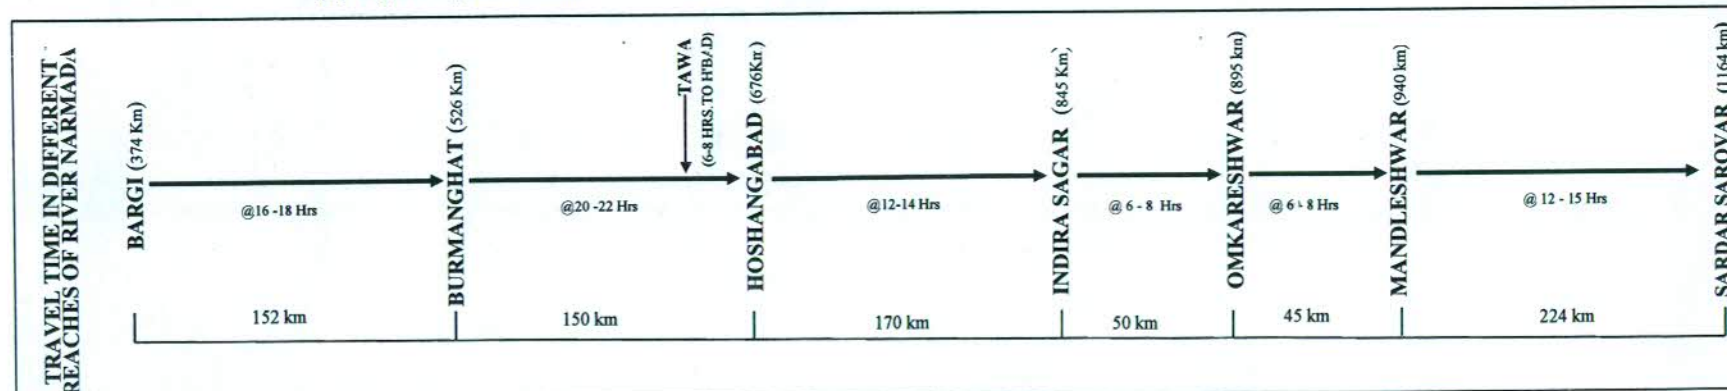 TRAVEL TIME IN DIFFERENT
REACHES OF RIVER NARMADA
BARGI (374 Km)
@16 -18 Hrs
BURMANGHAT (526 Km)
@20 -22 Hrs
TAWA
(6-8 HRS.TO H'BAD)
HOSHANGABAD (676Km)
@12-14 Hrs
INDIRA SAGAR (845 Km)
@ 6 - 8 Hrs
OMKARESHWAR (895 km)
@ 6 - 8 Hrs
MANDLESHWAR (940 km)
@ 12 - 15 Hrs
SARDAR SAROVAR (1164 km)
152 km
150 km
170 km
50 km
45 km
224 km